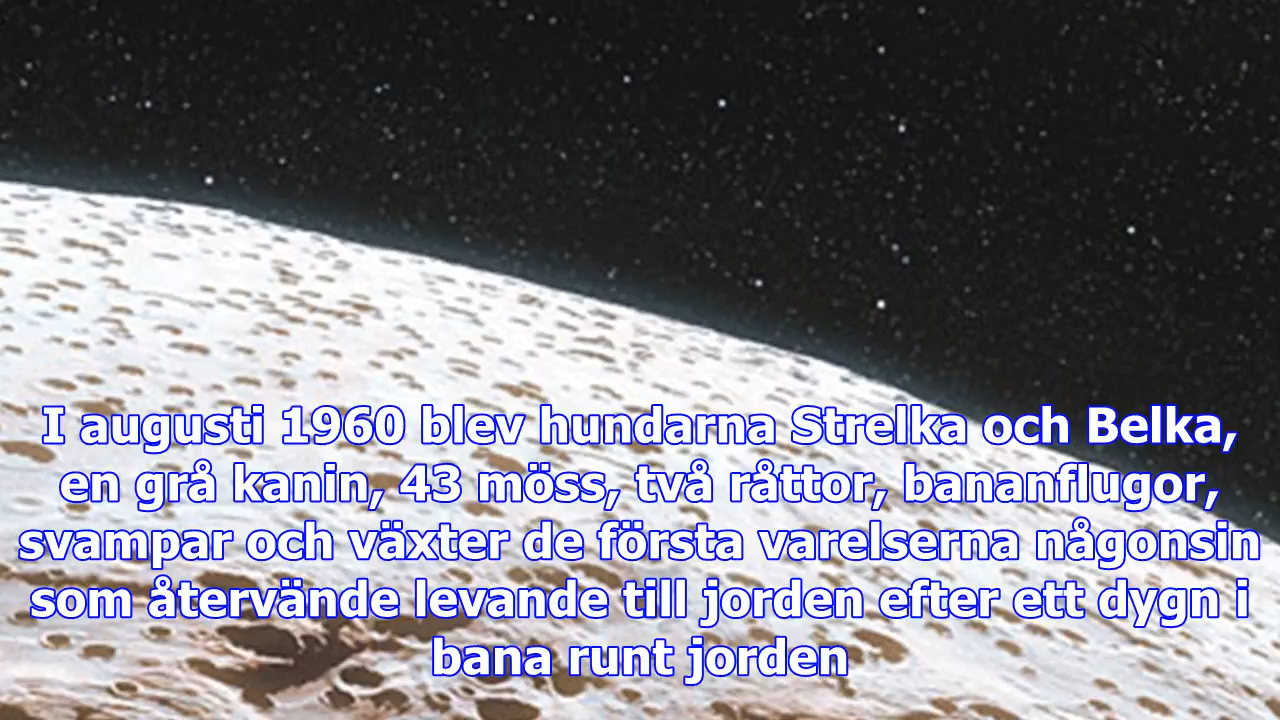 I augusti 1960 blev hundarna Strelka och Belka,
en grå kanin, 43 möss, två råttor, bananflugor,
svampar och växter de första varelserna någonsin
som återvände levande till jorden efter ett dygn i
bana runt jorden